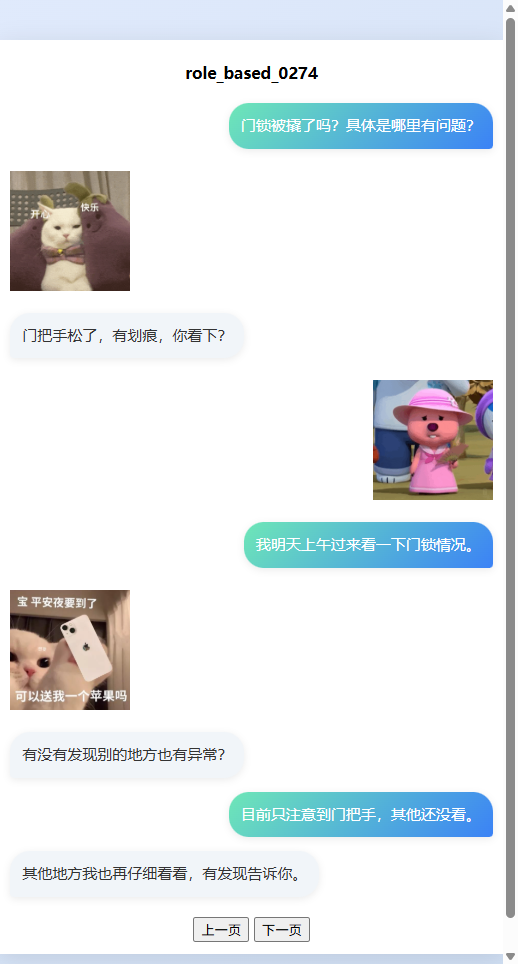 role_based_0274
门锁被撬了吗？具体是哪里有问题？
开心 快乐
门把手松了，有划痕，你看下？
我明天上午过来看一下门锁情况。
宝 平安夜要到了
可以送我一个苹果吗
有没有发现别的地方也有异常？
目前只注意到门把手，其他还没看。
其他地方我也再仔细看看，有发现告诉你。
上一页 下一页